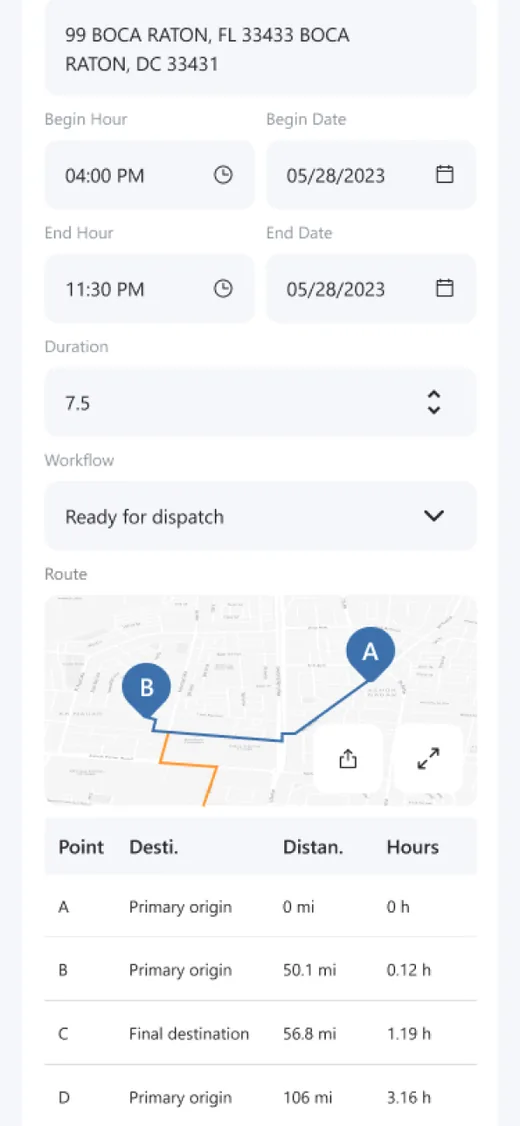 99 BOCA RATON, FL 33433 BOCA
RATON, DC 33431
Begin Hour
Begin Date
04:00 PM
05/28/2023
End Hour
End Date
11:30 PM
05/28/2023
Duration
7.5
Workflow
Ready for dispatch
Route
A
B
Point Desti. Distan. Hours
A Primary origin 0 mi 0 h
B Primary origin 50.1 mi 0.12 h
C Final destination 56.8 mi 1.19 h
D Primary origin 106 mi 3.16 h